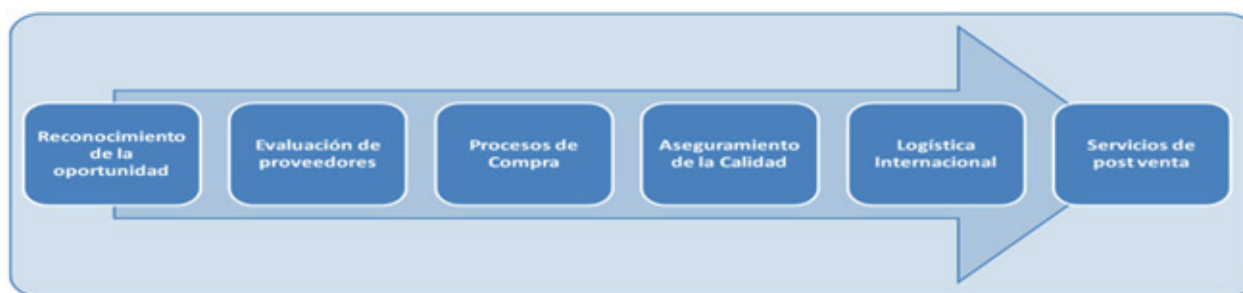 Reconocimiento
de la
oportunidad
Evaluación de
proveedores
Procesos de
Compra
Aseguramiento
de la Calidad
Logística
Internacional
Servicios de
post venta